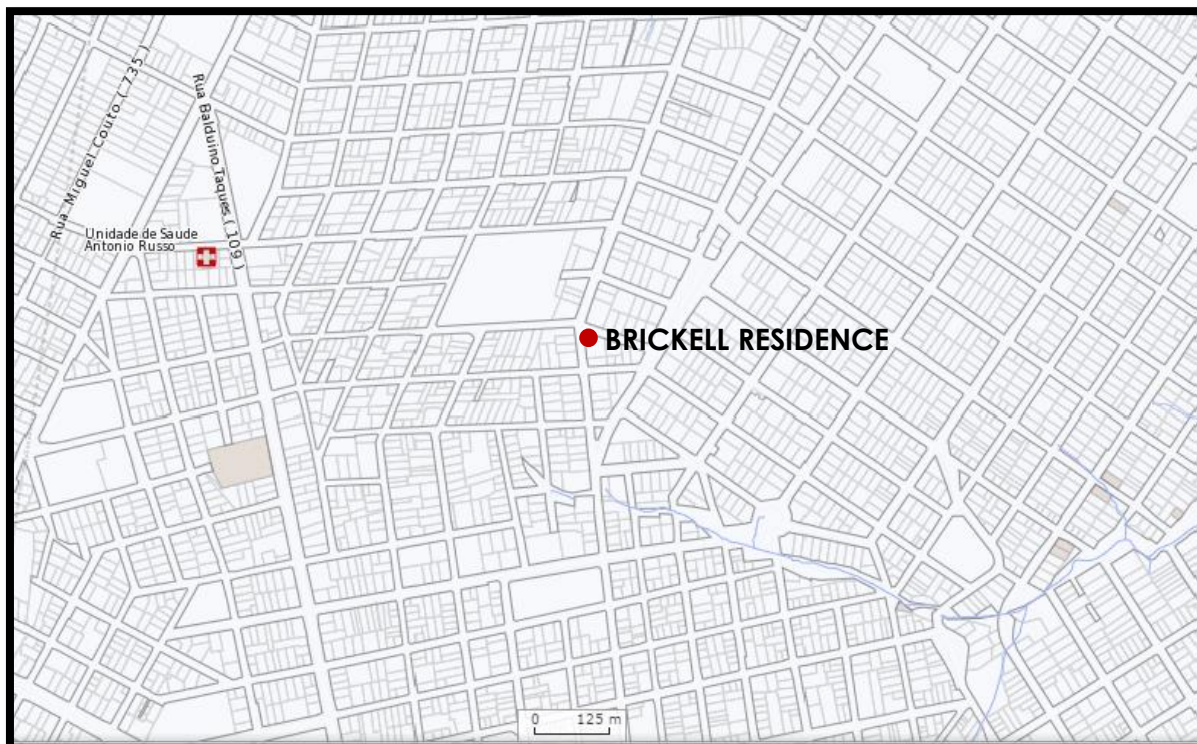 Rua Miguel Couto ( 735 )
Rua Balduino Taques ( 109 )
Unidade de Saude
Antonio Russo
BRICKELL RESIDENCE
0 125 m